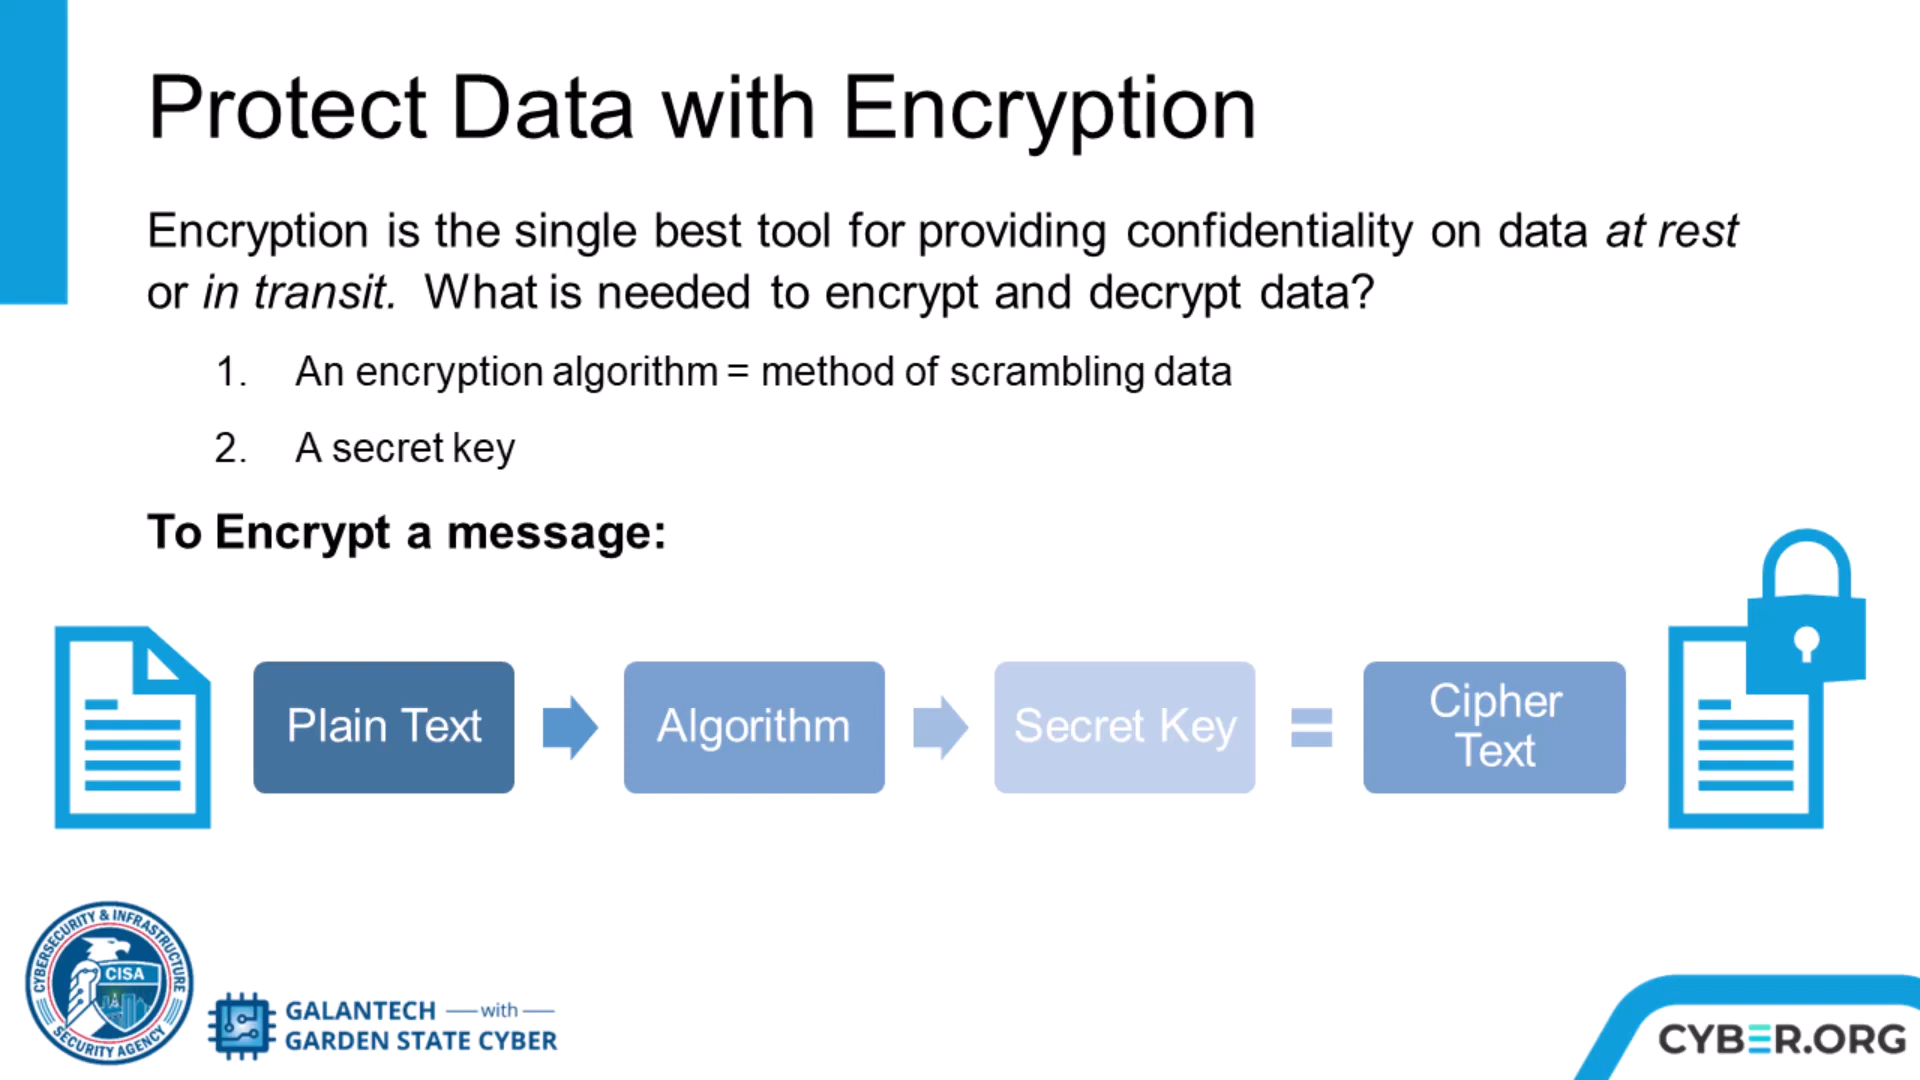 Protect Data with Encryption
Encryption is the single best tool for providing confidentiality on data at rest
or in transit. What is needed to encrypt and decrypt data?
1. An encryption algorithm = method of scrambling data
2. A secret key
To Encrypt a message:
Plain Text
Algorithm
Secret Key
=
Cipher
Text
CYBERSECURITY & INFRASTRUCTURE
CISA
SECURITY AGENCY
GALANTECH — with —
GARDEN STATE CYBER
CYBER.ORG